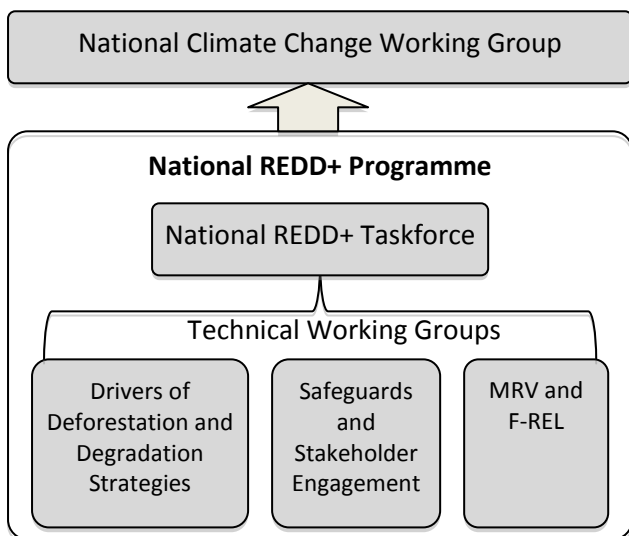 National Climate Change Working Group
National REDD+ Programme
National REDD+ Taskforce
Technical Working Groups
Drivers of
Deforestation and
Degradation
Strategies
Safeguards
and
Stakeholder
Engagement
MRV and
F-REL